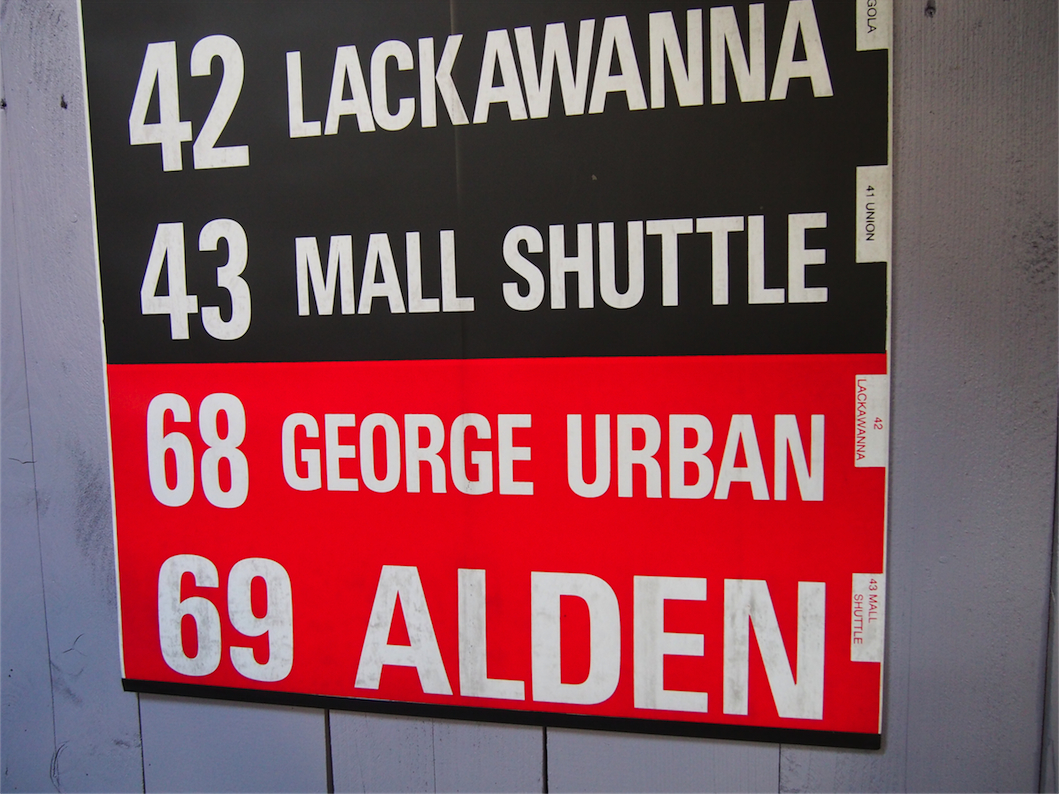 42 LACKAWANNA
43 MALL SHUTTLE
68 GEORGE URBAN
69 ALDEN
41 UNION
42
LACKAWANNA
43 MALL
SHUTTLE